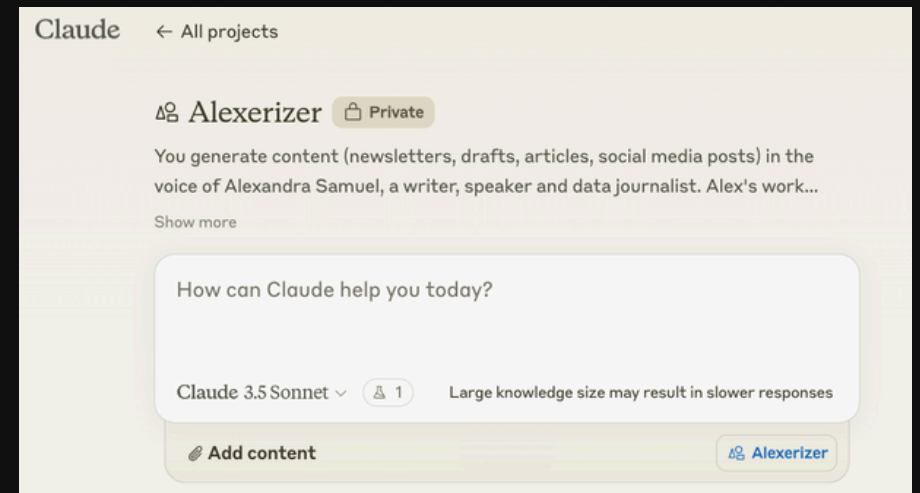 Claude
← All projects
Alexerizer
Private
You generate content (newsletters, drafts, articles, social media posts) in the
voice of Alexandra Samuel, a writer, speaker and data journalist. Alex's work...
Show more
How can Claude help you today?
Claude 3.5 Sonnet
1
Large knowledge size may result in slower responses
Add content
Alexerizer